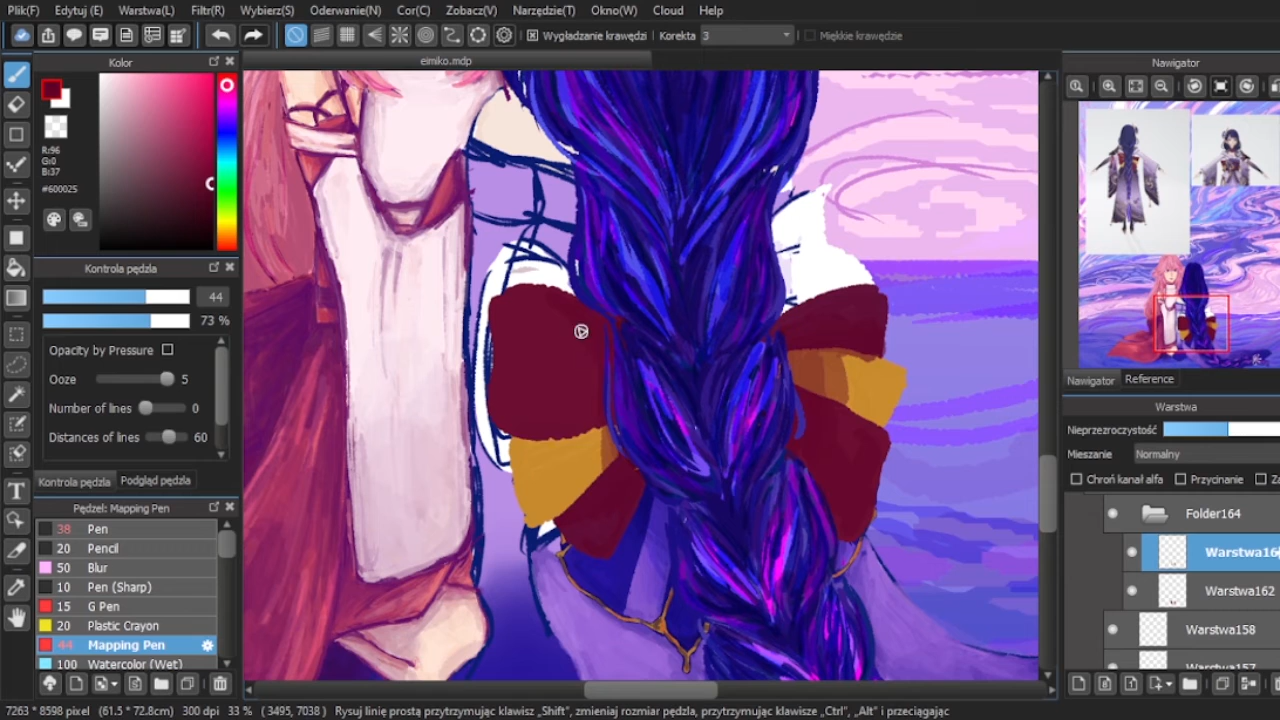 Plik(F) Edytuj (E) Warstwa(L) Filtr(R) Wybierz(S) Oderwanie(N) Cor(C) Zobacz(V) Narzędzie(T) Okno(W) Cloud Help
Wygładzanie krawędzi Korekta 3 Miękkie krawędzie
Kolor
eimiko.mdp
Nawigator
R:96
G:0
B:37
#600025
Kontrola pędzla
44
73 %
Opacity by Pressure
Ooze 5
Number of lines 0
Distances of lines 60
Kontrola pędzla Podgląd pędzla
Pędzel: Mapping Pen
38 Pen
20 Pencil
50 Blur
10 Pen (Sharp)
15 G Pen
20 Plastic Crayon
44 Mapping Pen
100 Watercolor (Wet)
Nawigator Reference
Warstwa
Nieprzezroczystość
Mieszanie Normalny
Chroń kanał alfa Przycinanie
Folder164
Warstwa162
Warstwa158
Warstwa157
7263 * 8598 pixel (61.5 * 72.8cm) 300 dpi 33 % ( 3495, 7038 ) Rysuj linię prostą przytrzymując klawisz „Shift”, zmieniaj rozmiar pędzla, przytrzymując klawisze „Ctrl”, „Alt” i przeciągając